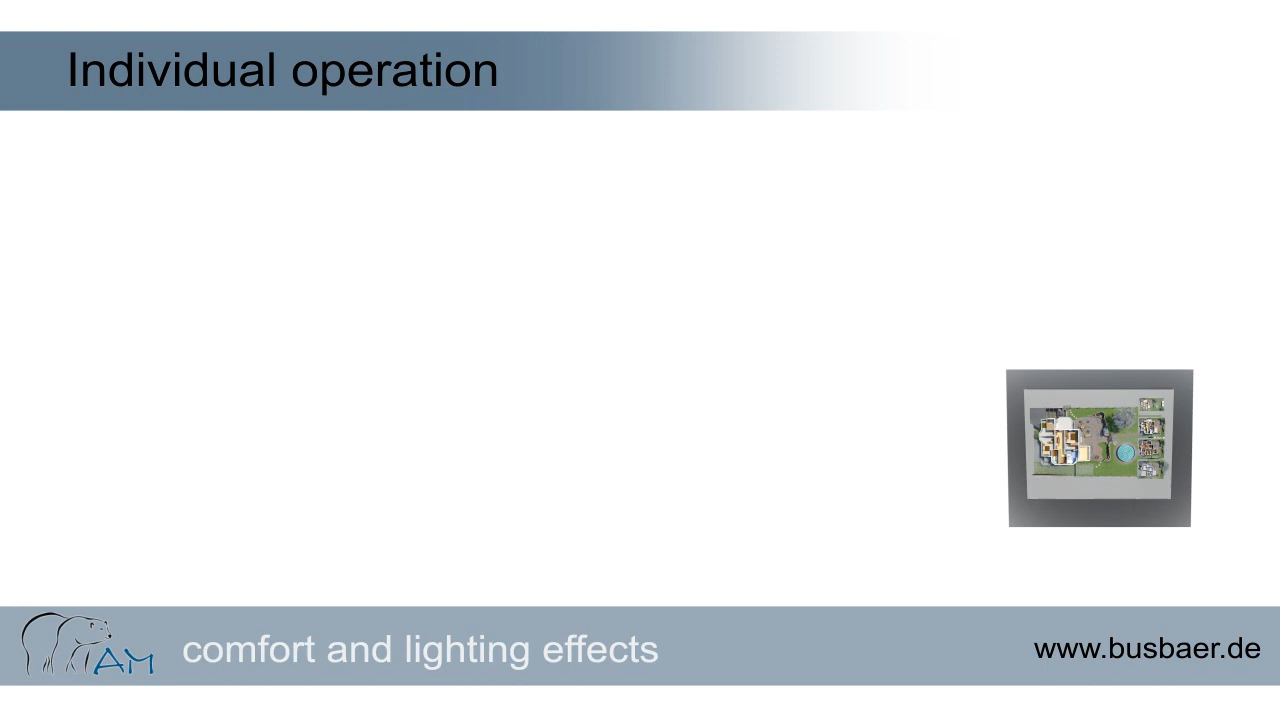 Individual operation
AM
comfort and lighting effects
www.busbaer.de